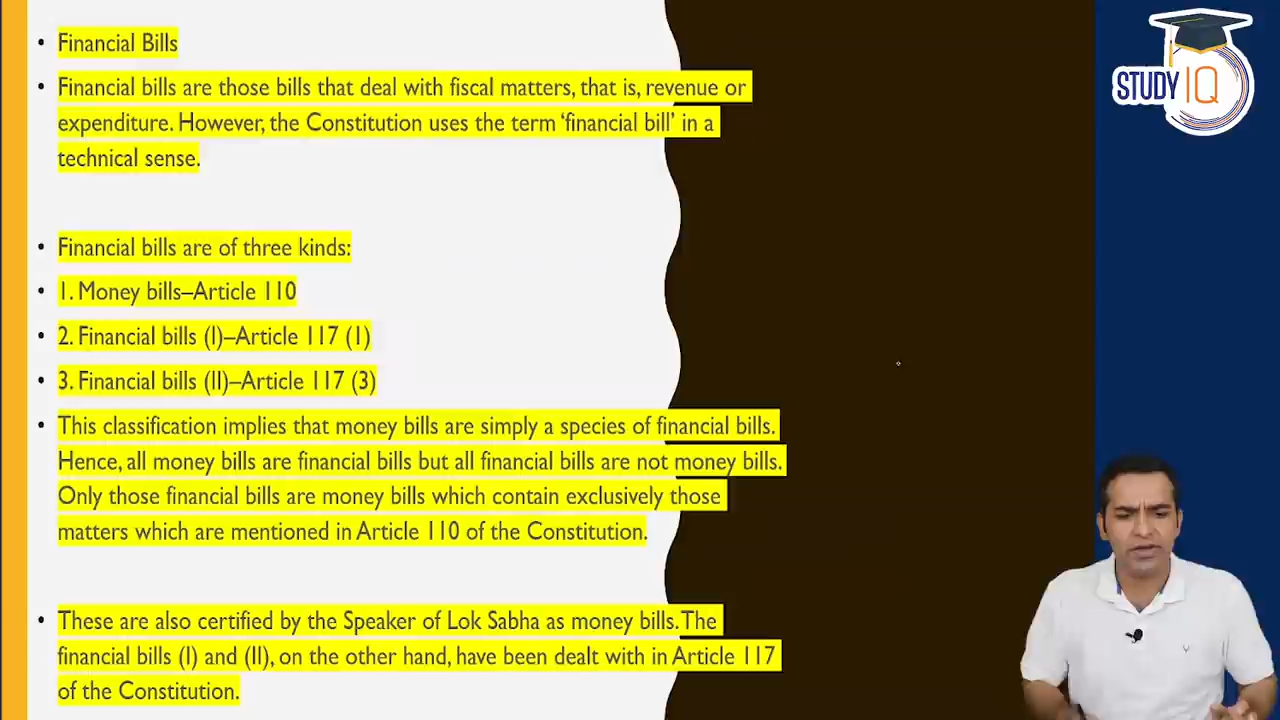 • Financial Bills
• Financial bills are those bills that deal with fiscal matters, that is, revenue or
expenditure. However, the Constitution uses the term ‘financial bill’ in a
technical sense.
• Financial bills are of three kinds:
• 1. Money bills–Article 110
• 2. Financial bills (I)–Article 117 (1)
• 3. Financial bills (II)–Article 117 (3)
• This classification implies that money bills are simply a species of financial bills.
Hence, all money bills are financial bills but all financial bills are not money bills.
Only those financial bills are money bills which contain exclusively those
matters which are mentioned in Article 110 of the Constitution.
• These are also certified by the Speaker of Lok Sabha as money bills. The
financial bills (I) and (II), on the other hand, have been dealt with in Article 117
of the Constitution.
STUDY IQ